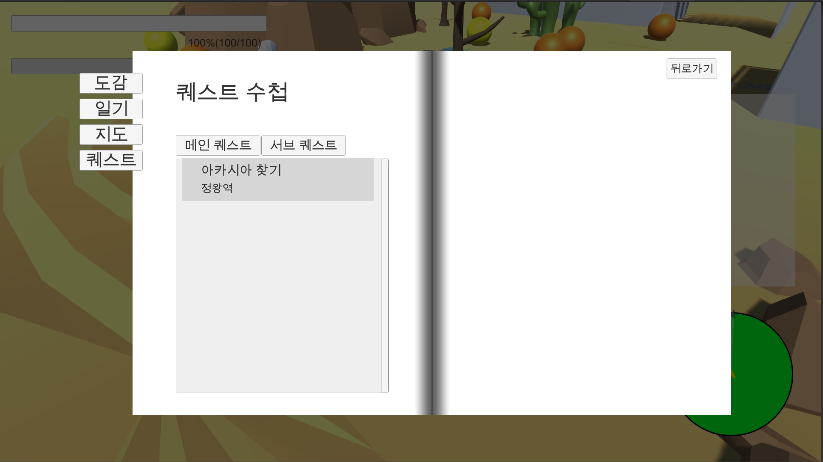 100%(100/100)
뒤로가기
도감
일기
지도
퀘스트
퀘스트 수첩
메인 퀘스트
서브 퀘스트
아카시아 찾기
정왕역